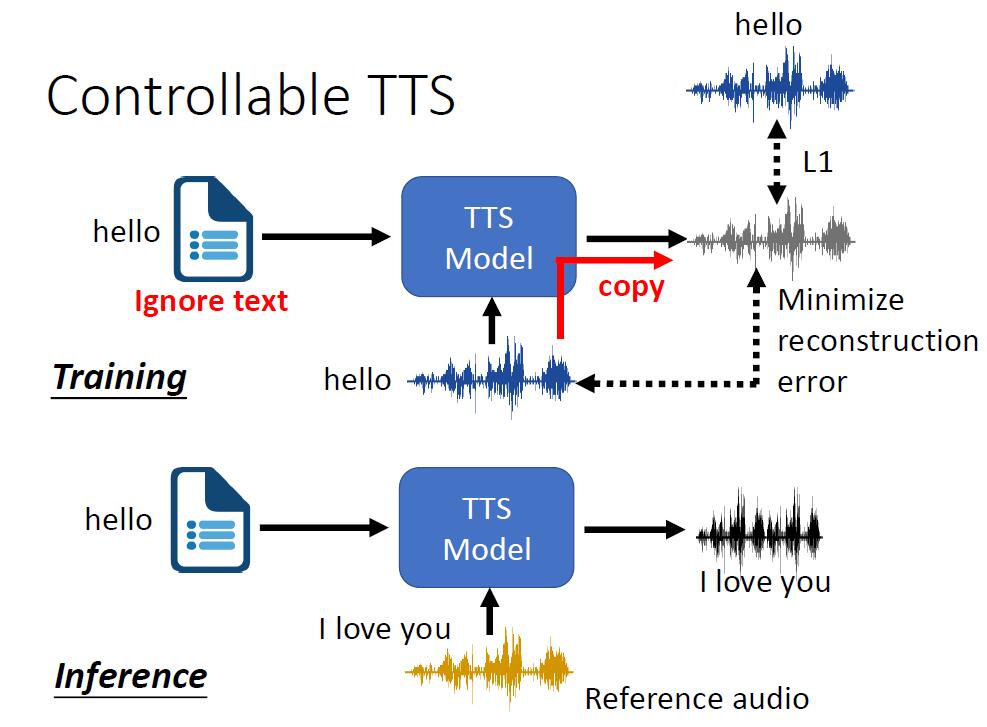 Controllable TTS
hello
L1
hello
TTS
Model
Ignore text
copy
Minimize
reconstruction
error
Training
hello
hello
TTS
Model
I love you
I love you
Inference
Reference audio